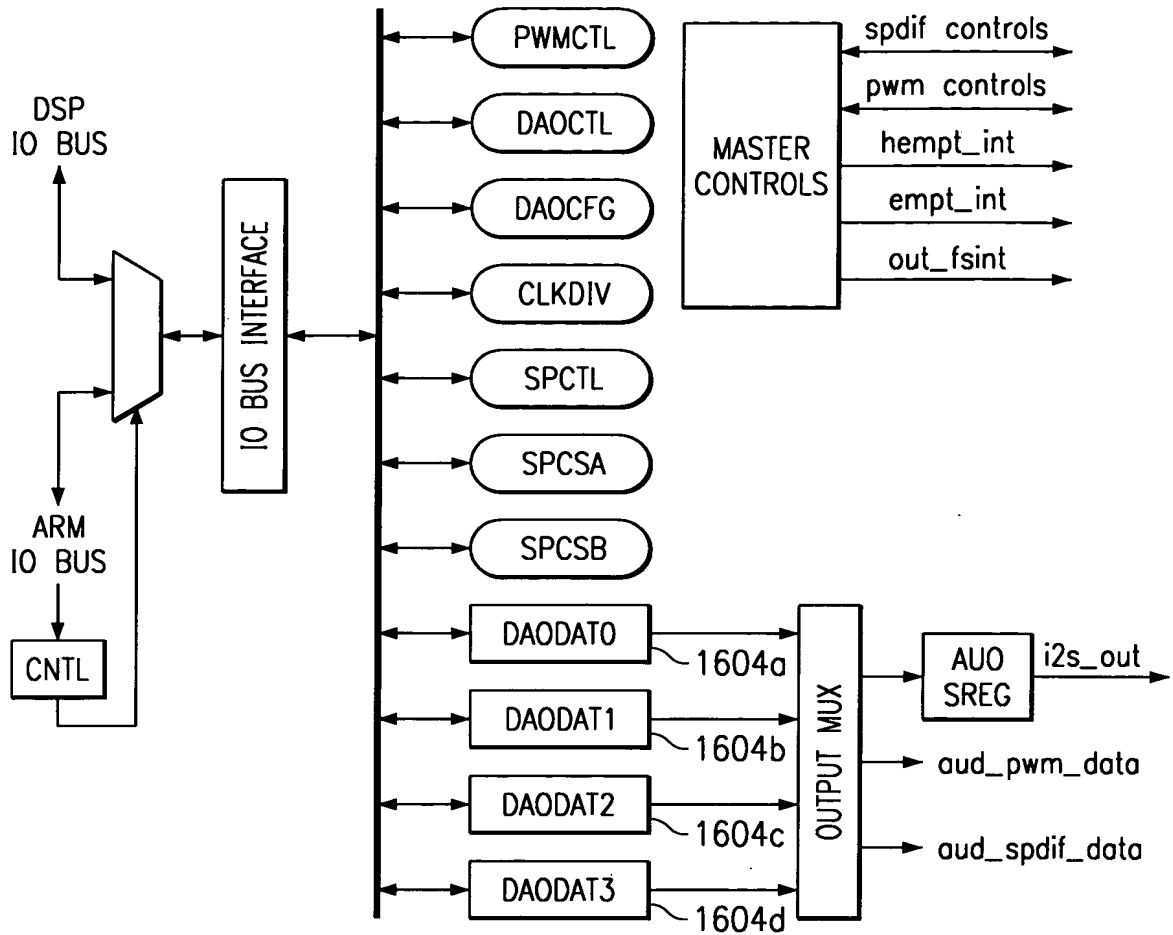 DSP
IO BUS
ARM
IO BUS
CNTL
IO BUS INTERFACE
PWMCTL
DAOCTL
DAOCFG
CLKDIV
SPCTL
SPCSA
SPCSB
DAODAT0
1604a
DAODAT1
1604b
DAODAT2
1604c
DAODAT3
1604d
MASTER
CONTROLS
spdif controls
pwm controls
hempt_int
empt_int
out_fsint
OUTPUT MUX
AUO
SREG
i2s_out
aud_pwm_data
aud_spdif_data